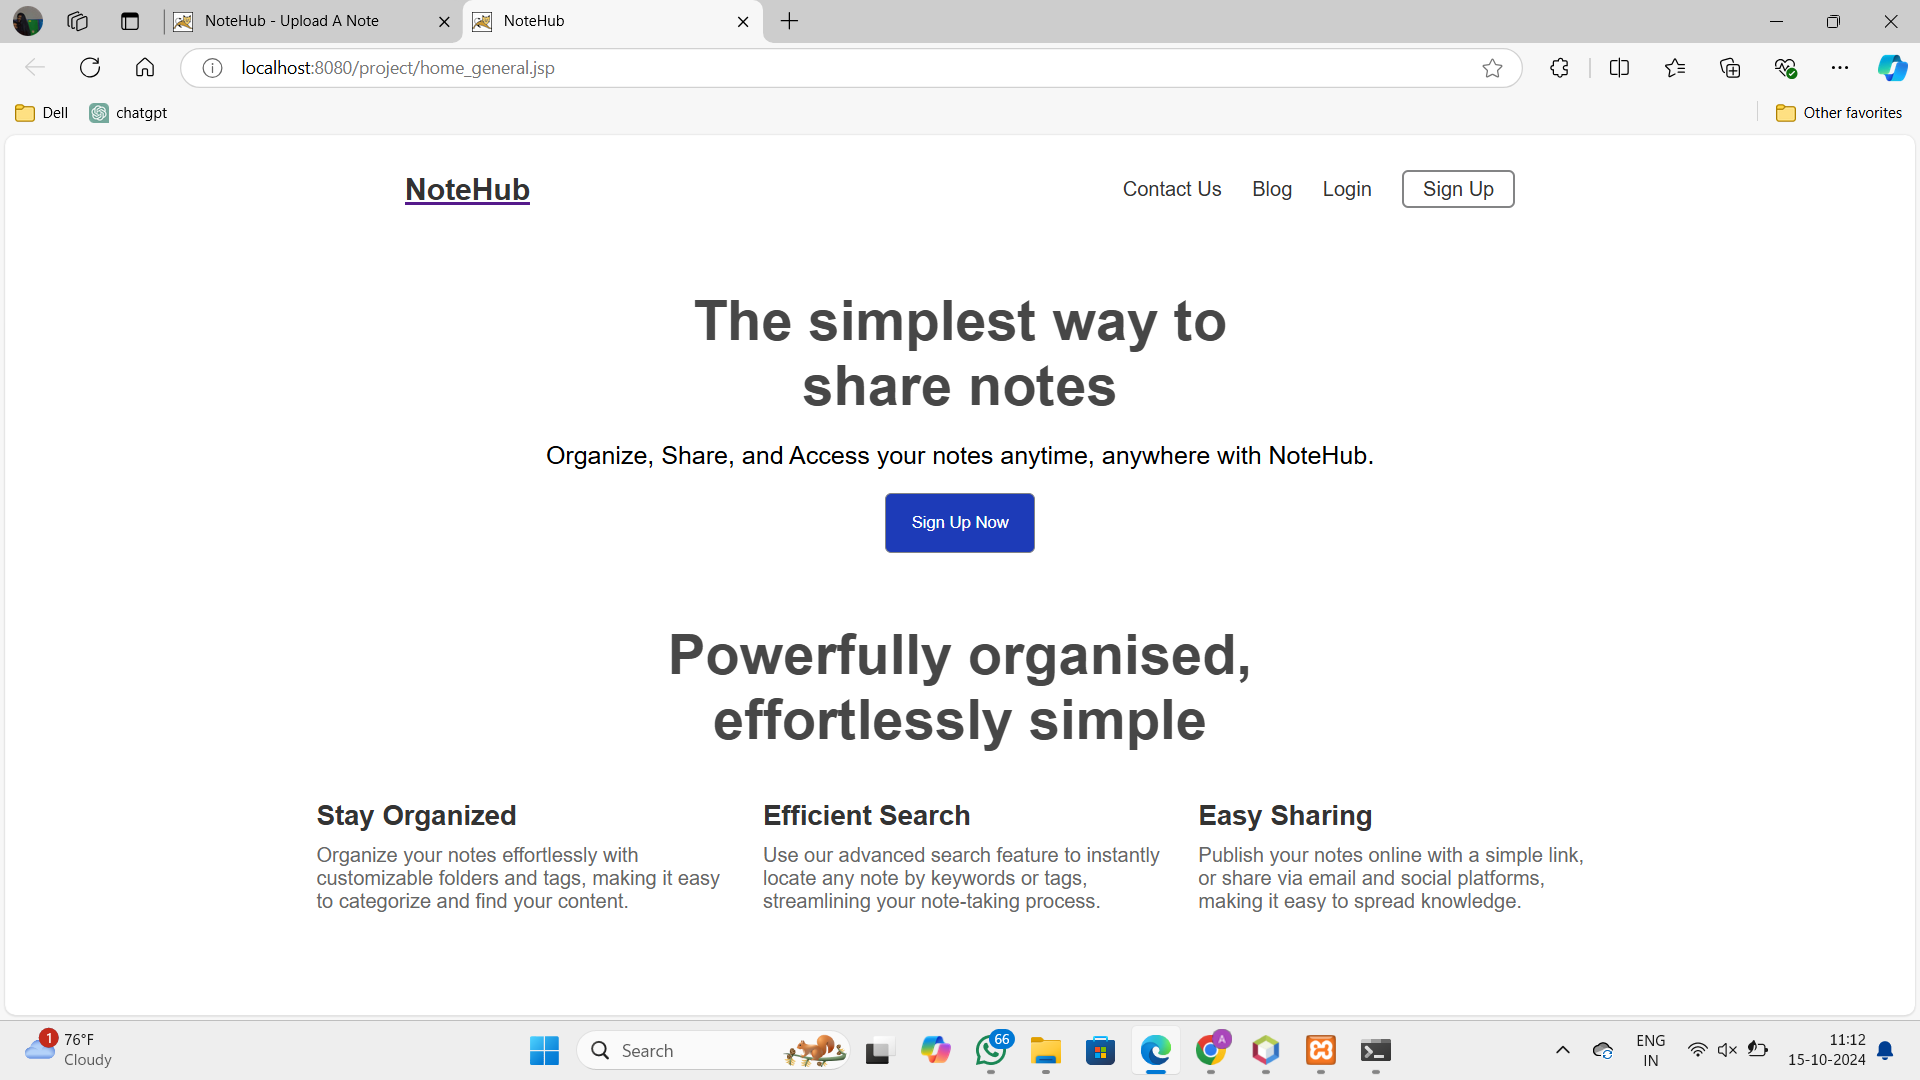 NoteHub - Upload A Note
NoteHub
localhost:8080/project/home_general.jsp
Dell
chatgpt
Other favorites
NoteHub
Contact Us
Blog
Login
Sign Up
The simplest way to
share notes
Organize, Share, and Access your notes anytime, anywhere with NoteHub.
Sign Up Now
Powerfully organised,
effortlessly simple
Stay Organized
Organize your notes effortlessly with
customizable folders and tags, making it easy
to categorize and find your content.
Efficient Search
Use our advanced search feature to instantly
locate any note by keywords or tags,
streamlining your note-taking process.
Easy Sharing
Publish your notes online with a simple link,
or share via email and social platforms,
making it easy to spread knowledge.
1
76°F
Cloudy
Search
66
A
ENG
IN
11:12
15-10-2024